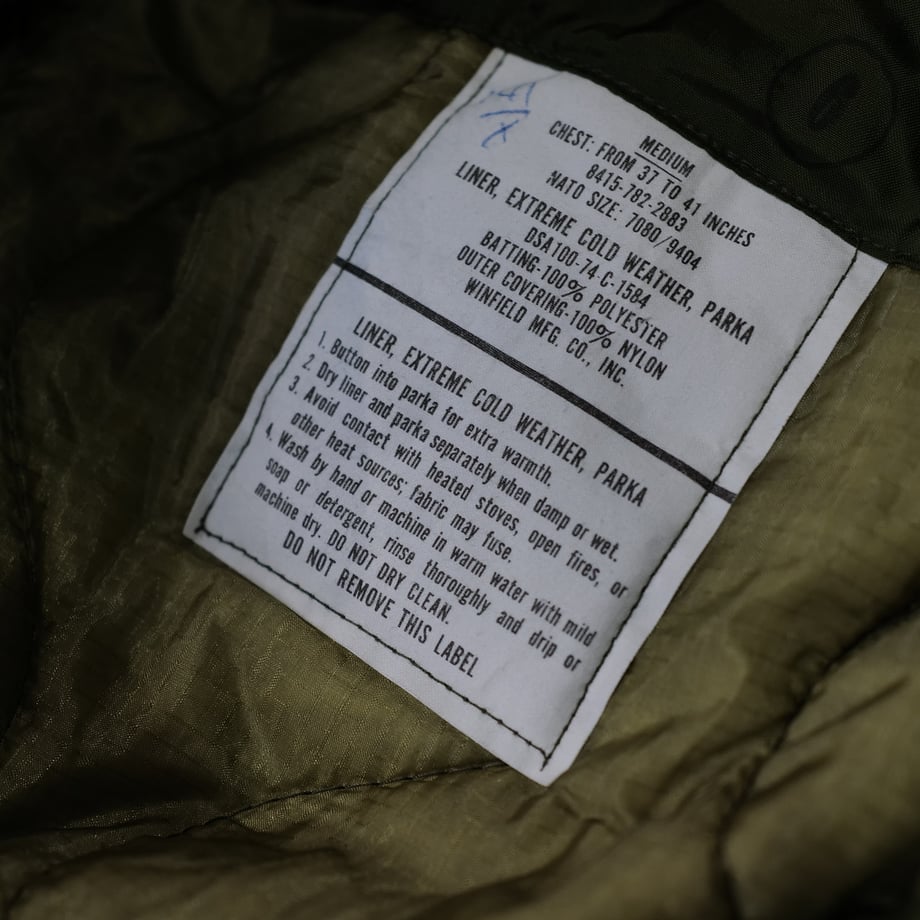 MEDIUM
CHEST: FROM 37 TO 41 INCHES
8415-782-2883
NATO SIZE: 7080/9404
LINER, EXTREME COLD WEATHER, PARKA
DSA100-74-C-1584
BATTING-100% POLYESTER
OUTER COVERING-100% NYLON
WINFIELD MFG. CO., INC.
LINER, EXTREME COLD WEATHER, PARKA
1. Button into parka for extra warmth.
2. Dry liner and parka separately when damp or wet.
3. Avoid contact with heated stoves, open fires, or
other heat sources; fabric may fuse.
4. Wash by hand or machine in warm water with mild
soap or detergent, rinse thoroughly and drip or
machine dry. DO NOT DRY CLEAN.
DO NOT REMOVE THIS LABEL